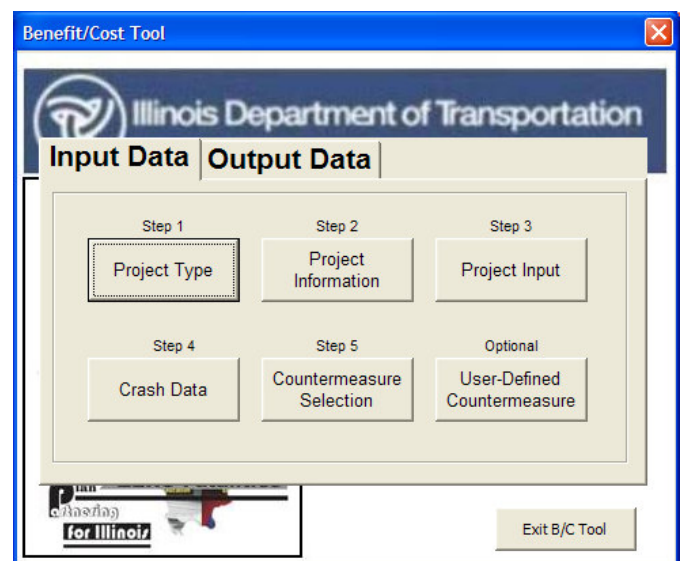 Benefit/Cost Tool
Illinois Department of Transportation
Input Data Output Data
Step 1 Step 2 Step 3
Project Type
Project
Information
Project Input
Step 4 Step 5 Optional
Crash Data
Countermeasure
Selection
User-Defined
Countermeasure
for Illinois
Exit B/C Tool